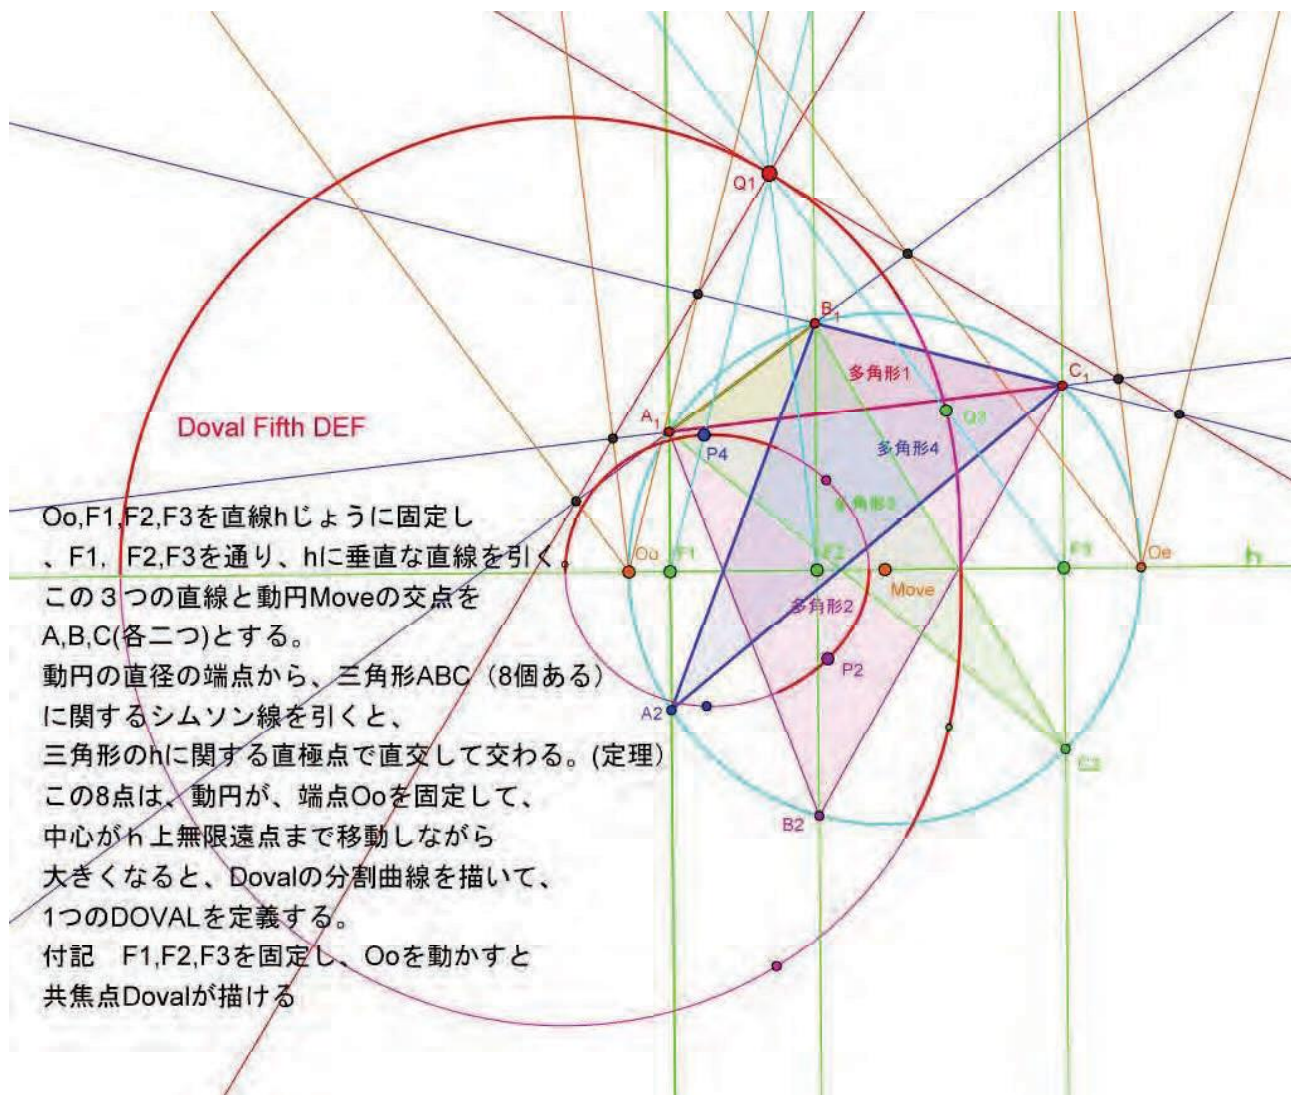 Q1
B1
多角形1
C1
A1
Q3
Doval Fifth DEF
P4
多角形4
多角形3
Oo,F1,F2,F3を直線hじょうに固定し
、F1，F2,F3を通り、hに垂直な直線を引く。
Oo
F1
F2
F3
Oe
h
この３つの直線と動円Moveの交点を
Move
多角形2
A,B,C(各二つ)とする。
動円の直径の端点から、三角形ABC（8個ある）
P2
に関するシムソン線を引くと、
A2
三角形のhに関する直極点で直交して交わる。(定理）
この8点は、動円が、端点Ooを固定して、
B2
中心がｈ上無限遠点まで移動しながら
大きくなると、Dovalの分割曲線を描いて、
1つのDOVALを定義する。
付記　F1,F2,F3を固定し、Ooを動かすと
共焦点Dovalが描ける